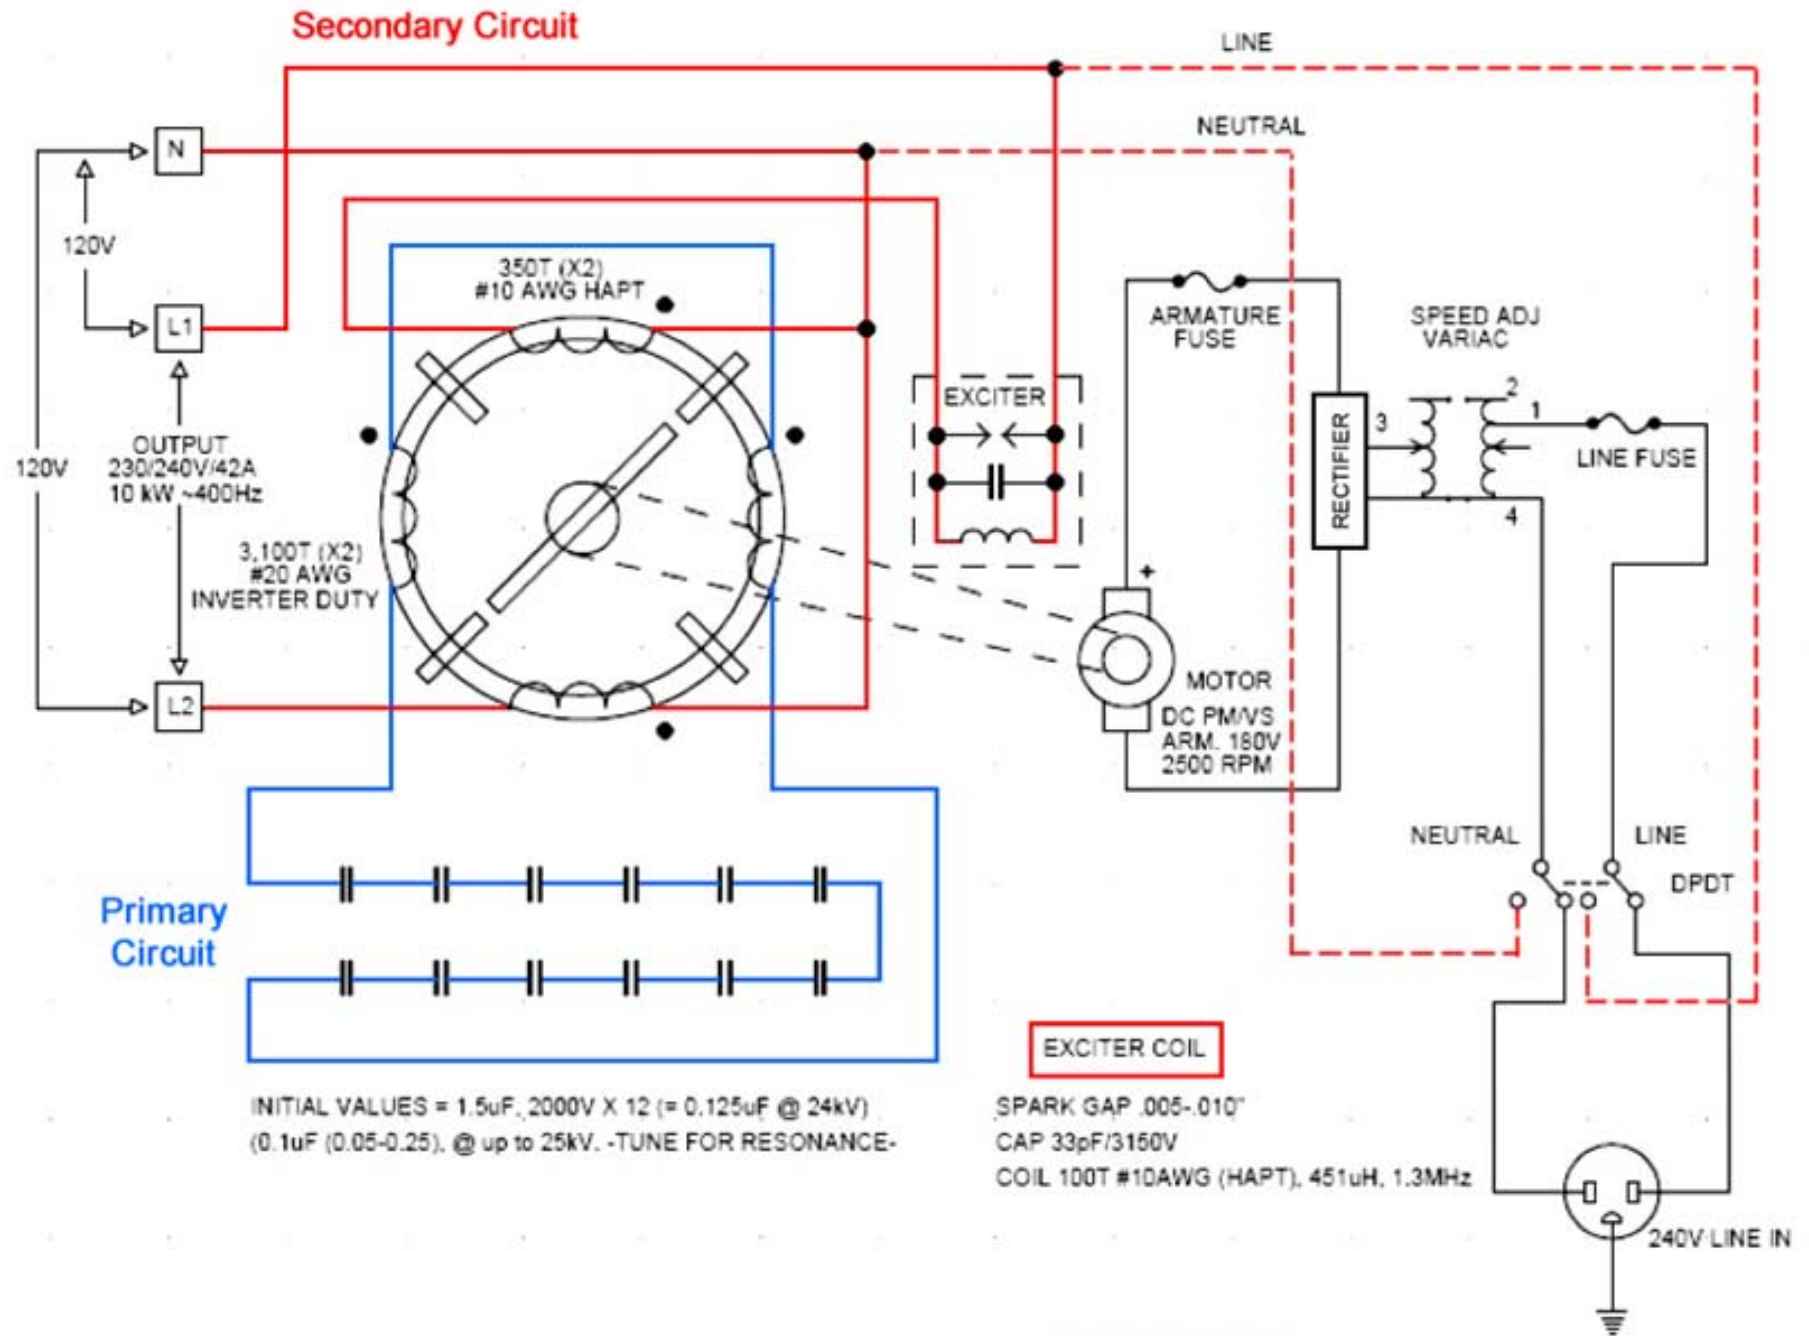 Secondary Circuit
LINE
NEUTRAL
N
120V
L1
350T (X2)
#10 AWG HAPT
ARMATURE
FUSE
SPEED ADJ
VARIAC
EXCITER
2
1
3
RECTIFIER
LINE FUSE
4
120V
OUTPUT
230/240V/42A
10 kW ~400Hz
3,100T (X2)
#20 AWG
INVERTER DUTY
+
L2
MOTOR
DC PM/VS
ARM. 180V
2500 RPM
NEUTRAL
LINE
DPDT
Primary
Circuit
EXCITER COIL
INITIAL VALUES = 1.5uF, 2000V X 12 (= 0.125uF @ 24kV)
(0.1uF (0.05-0.25), @ up to 25kV. -TUNE FOR RESONANCE-
SPARK GAP .005-.010"
CAP 33pF/3150V
COIL 100T #10AWG (HAPT), 451uH, 1.3MHz
240V LINE IN